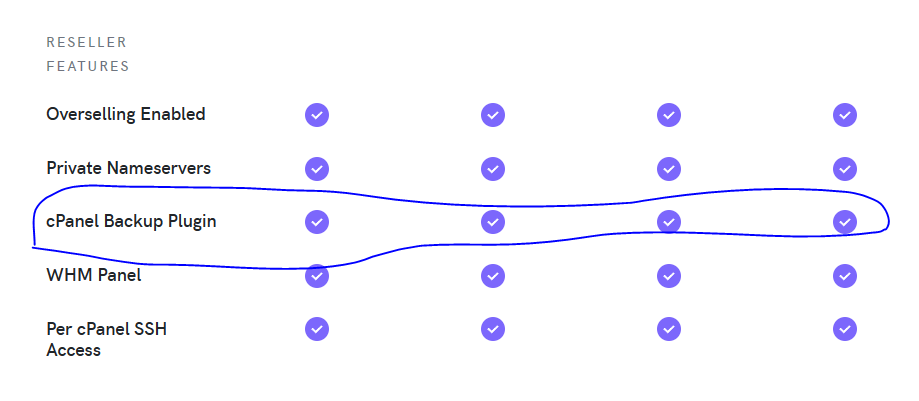 RESELLER
FEATURES
Overselling Enabled
Private Nameservers
cPanel Backup Plugin
WHM Panel
Per cPanel SSH
Access